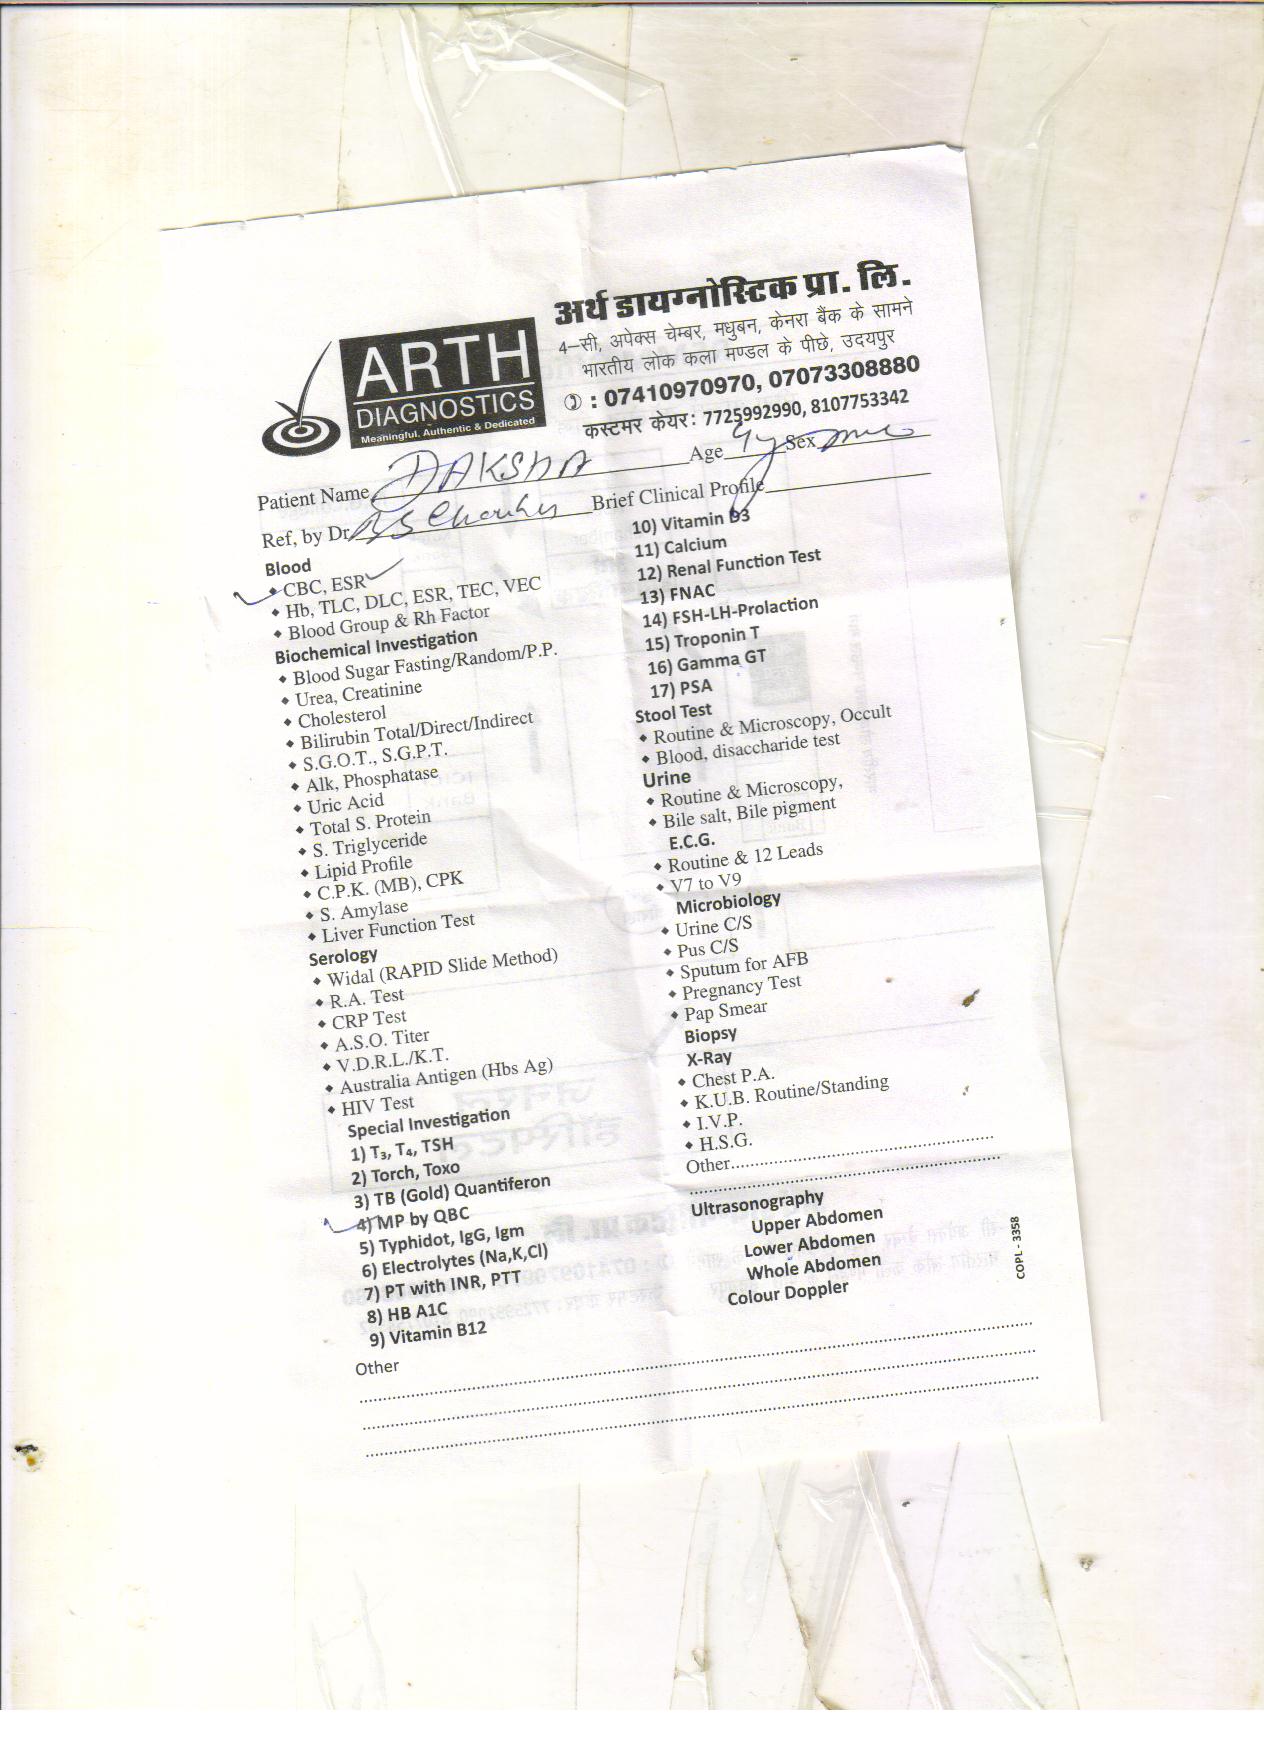 अर्थ डायग्नोस्टिक प्रा. लि.
4–सी, अपेक्स चेम्बर, मधुबन, केनरा बैंक के सामने
भारतीय लोक कला मण्डल के पीछे, उदयपुर
: 07410970970, 07073308880
कस्टमर केयर: 7725992990, 8107753342
ARTH
DIAGNOSTICS
Meaningful. Authentic & Dedicated
Patient Name DAKSHA Age 9y Sex
Ref, by Dr. Brief Clinical Profile
Blood
CBC, ESR
Hb, TLC, DLC, ESR, TEC, VEC
Blood Group & Rh Factor
Biochemical Investigation
Blood Sugar Fasting/Random/P.P.
Urea, Creatinine
Cholesterol
Bilirubin Total/Direct/Indirect
S.G.O.T., S.G.P.T.
Alk, Phosphatase
Uric Acid
Total S. Protein
S. Triglyceride
Lipid Profile
C.P.K. (MB), CPK
S. Amylase
Liver Function Test
Serology
Widal (RAPID Slide Method)
R.A. Test
CRP Test
A.S.O. Titer
V.D.R.L./K.T.
Australia Antigen (Hbs Ag)
HIV Test
Special Investigation
1) T₃, T₄, TSH
2) Torch, Toxo
3) TB (Gold) Quantiferon
4) MP by QBC
5) Typhidot, IgG, Igm
6) Electrolytes (Na,K,Cl)
7) PT with INR, PTT
8) HB A1C
9) Vitamin B12
10) Vitamin D3
11) Calcium
12) Renal Function Test
13) FNAC
14) FSH-LH-Prolaction
15) Troponin T
16) Gamma GT
17) PSA
Stool Test
Routine & Microscopy, Occult
Blood, disaccharide test
Urine
Routine & Microscopy,
Bile salt, Bile pigment
E.C.G.
Routine & 12 Leads
V7 to V9
Microbiology
Urine C/S
Pus C/S
Sputum for AFB
Pregnancy Test
Pap Smear
Biopsy
X-Ray
Chest P.A.
K.U.B. Routine/Standing
I.V.P.
H.S.G.
Other
Ultrasonography
Upper Abdomen
Lower Abdomen
Whole Abdomen
Colour Doppler
COPL - 3358
Other